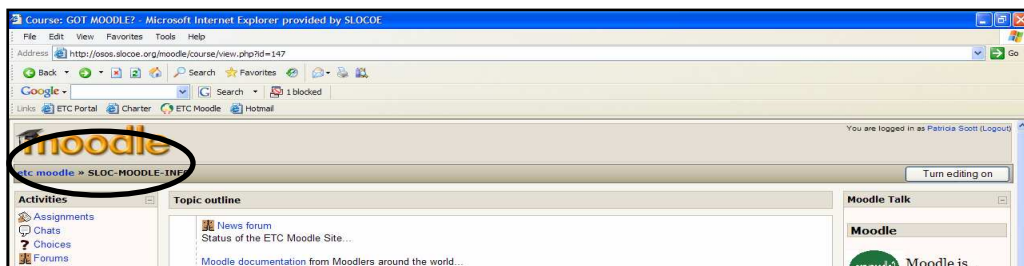 Course: GOT MOODLE? - Microsoft Internet Explorer provided by SLOCOE
File Edit View Favorites Tools Help
Address http://osos.slocoe.org/moodle/course/view.php?id=147 Go
Back Search Favorites
Google Search 1 blocked
Links ETC Portal Charter ETC Moodle Hotmail
moodle
You are logged in as Patricia Scott (Logout)
etc moodle » SLOC-MOODLE-INFO
Turn editing on
Activities
Assignments
Chats
Choices
Forums
Topic outline
News forum
Status of the ETC Moodle Site...
Moodle documentation from Moodlers around the world...
Moodle Talk
Moodle
Moodle is